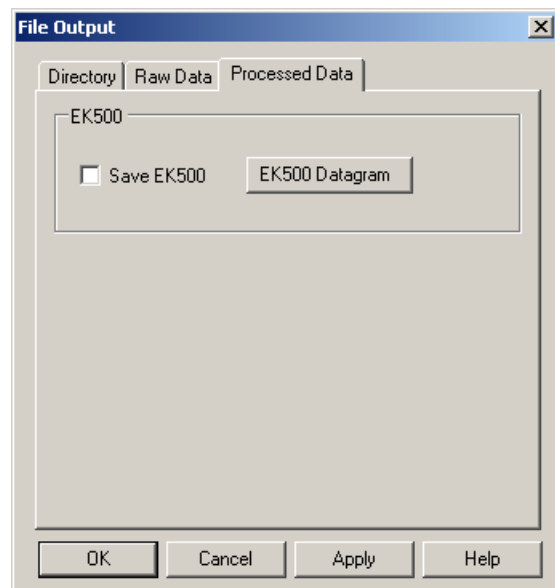 File Output
Directory Raw Data Processed Data
EK500
Save EK500 EK500 Datagram
OK Cancel Apply Help